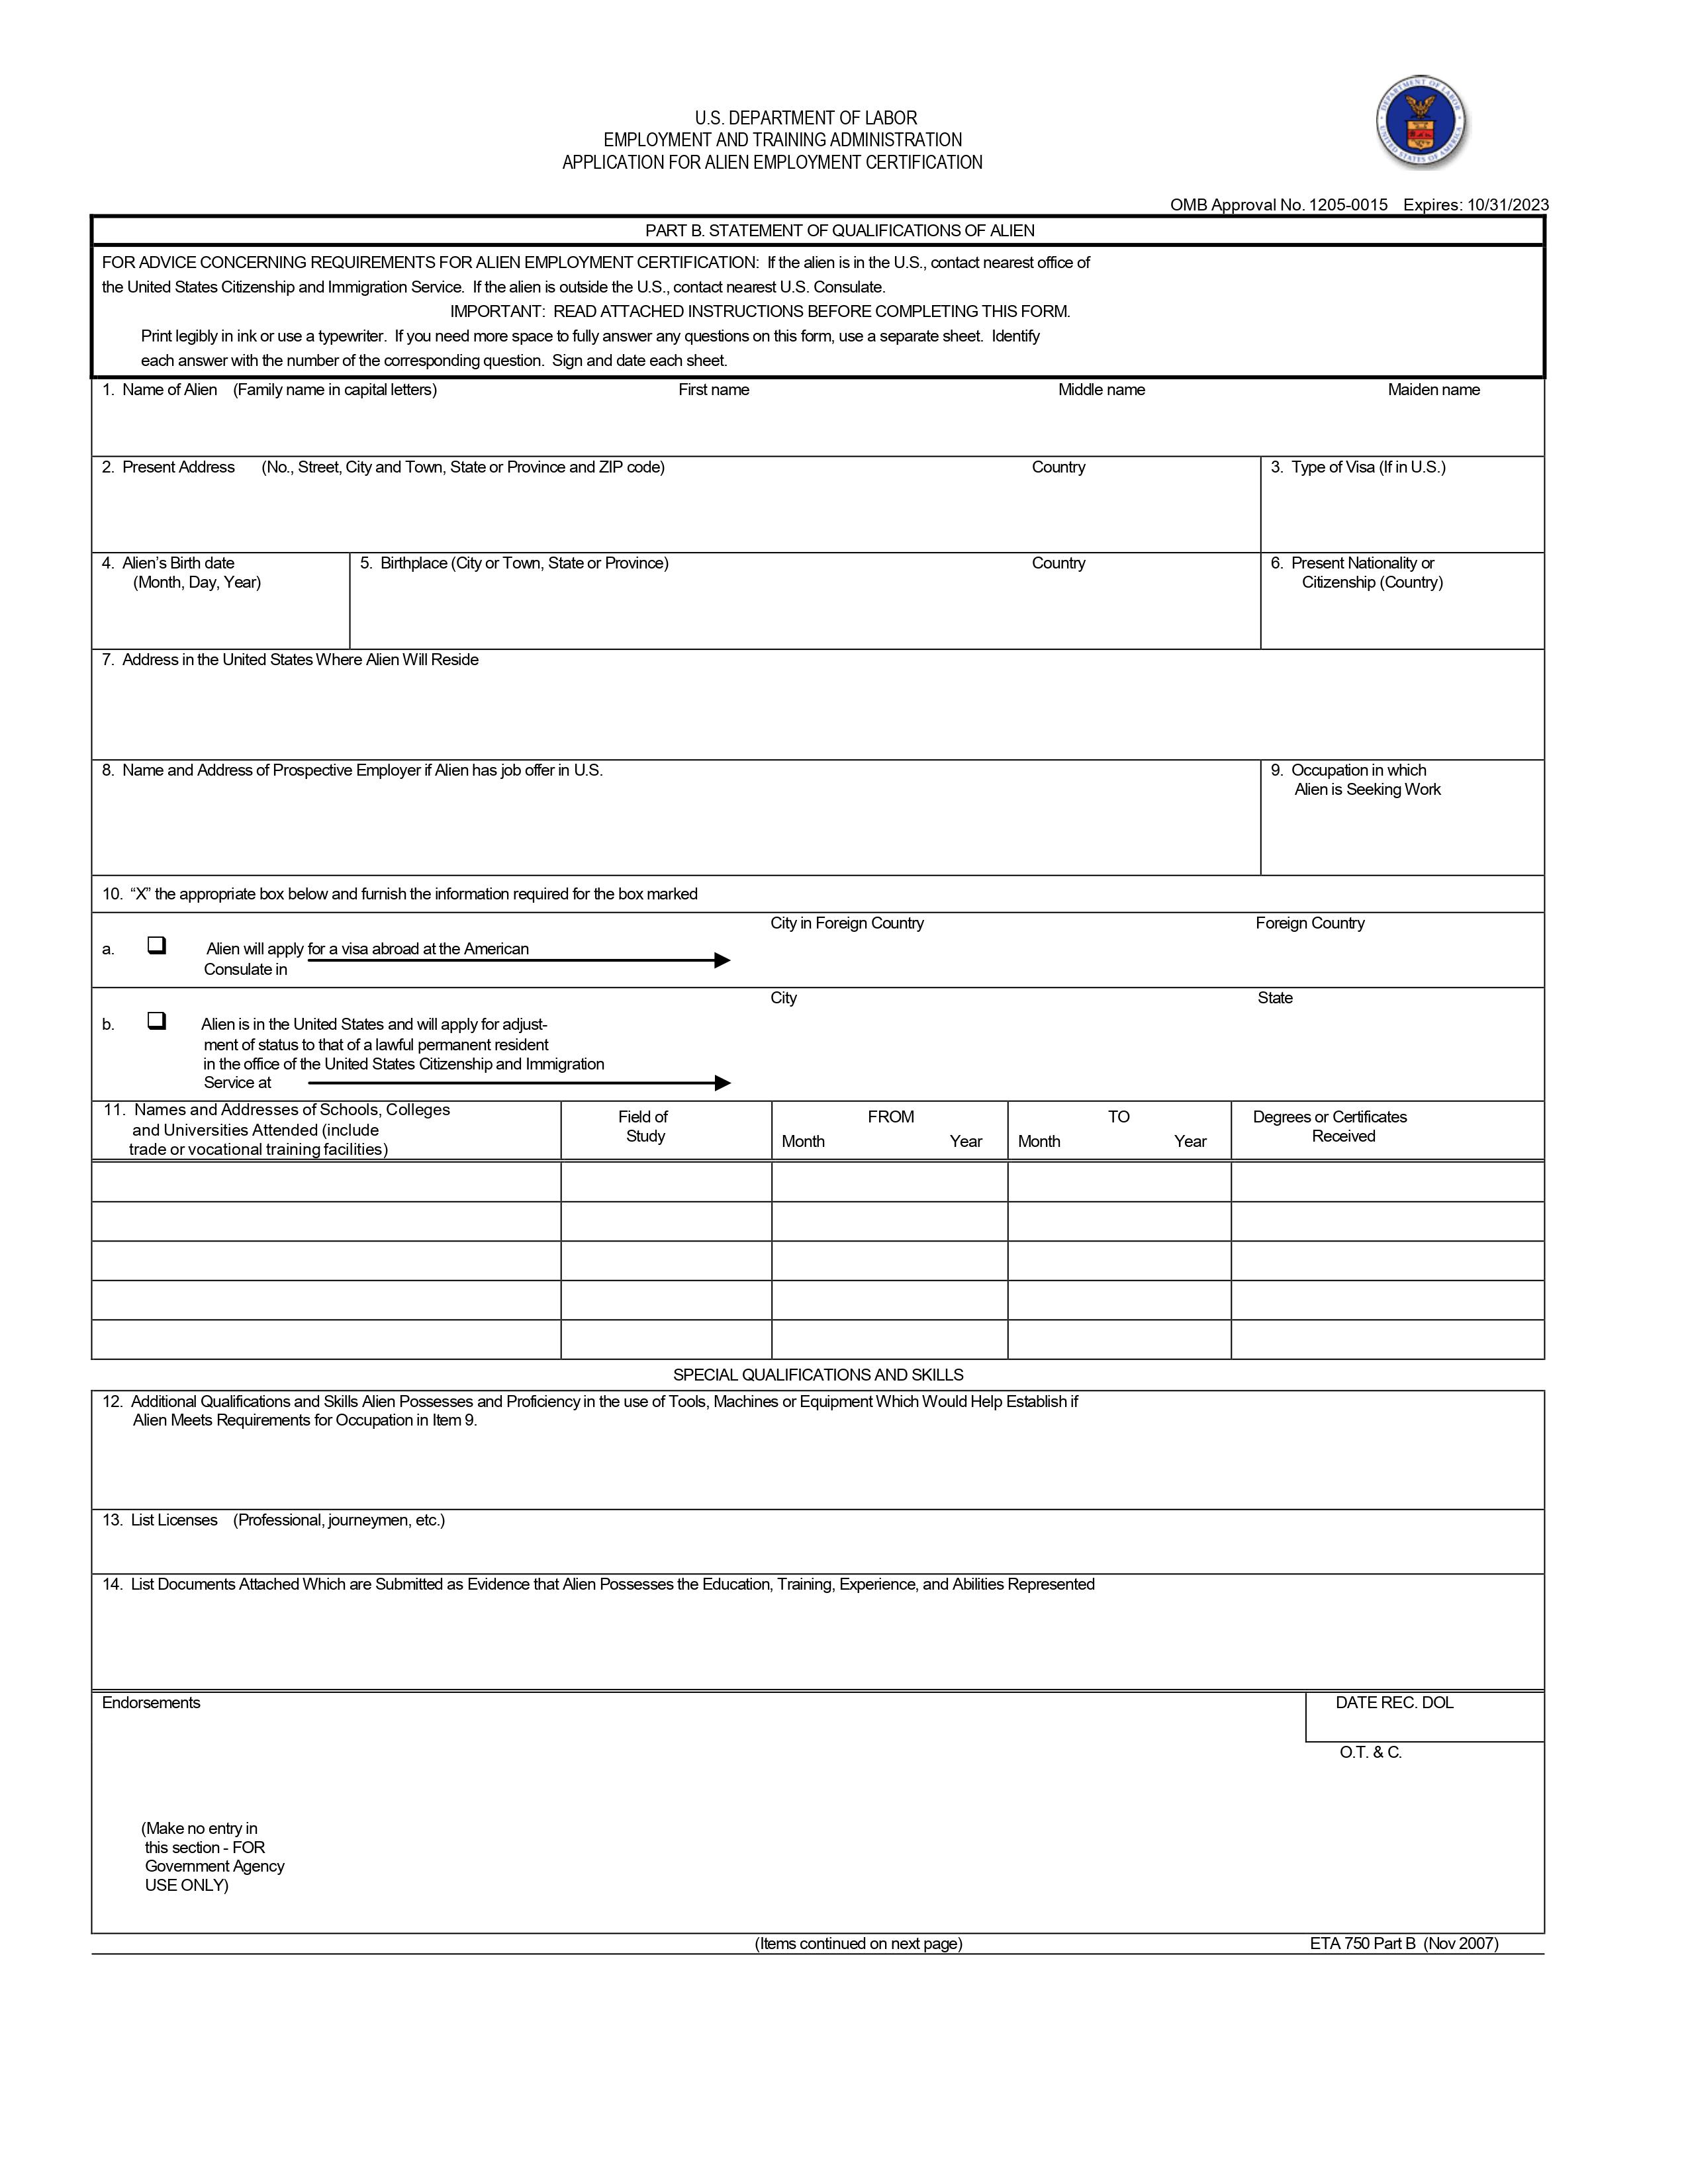 U.S. DEPARTMENT OF LABOR
EMPLOYMENT AND TRAINING ADMINISTRATION
APPLICATION FOR ALIEN EMPLOYMENT CERTIFICATION
DEPARTMENT OF LABOR
UNITED STATES OF AMERICA
OMB Approval No. 1205-0015 Expires: 10/31/2023
PART B. STATEMENT OF QUALIFICATIONS OF ALIEN
FOR ADVICE CONCERNING REQUIREMENTS FOR ALIEN EMPLOYMENT CERTIFICATION: If the alien is in the U.S., contact nearest office of
the United States Citizenship and Immigration Service. If the alien is outside the U.S., contact nearest U.S. Consulate.
IMPORTANT: READ ATTACHED INSTRUCTIONS BEFORE COMPLETING THIS FORM.
Print legibly in ink or use a typewriter. If you need more space to fully answer any questions on this form, use a separate sheet. Identify
each answer with the number of the corresponding question. Sign and date each sheet.
1. Name of Alien (Family name in capital letters) First name Middle name Maiden name
2. Present Address (No., Street, City and Town, State or Province and ZIP code) Country
3. Type of Visa (If in U.S.)
4. Alien’s Birth date
(Month, Day, Year)
5. Birthplace (City or Town, State or Province) Country
6. Present Nationality or
Citizenship (Country)
7. Address in the United States Where Alien Will Reside
8. Name and Address of Prospective Employer if Alien has job offer in U.S.
9. Occupation in which
Alien is Seeking Work
10. “X” the appropriate box below and furnish the information required for the box marked
City in Foreign Country Foreign Country
a. Alien will apply for a visa abroad at the American
Consulate in
City State
b. Alien is in the United States and will apply for adjust-
ment of status to that of a lawful permanent resident
in the office of the United States Citizenship and Immigration
Service at
11. Names and Addresses of Schools, Colleges
and Universities Attended (include
trade or vocational training facilities)
Field of
Study
FROM
Month Year
TO
Month Year
Degrees or Certificates
Received
SPECIAL QUALIFICATIONS AND SKILLS
12. Additional Qualifications and Skills Alien Possesses and Proficiency in the use of Tools, Machines or Equipment Which Would Help Establish if
Alien Meets Requirements for Occupation in Item 9.
13. List Licenses (Professional, journeymen, etc.)
14. List Documents Attached Which are Submitted as Evidence that Alien Possesses the Education, Training, Experience, and Abilities Represented
Endorsements
DATE REC. DOL
O.T. & C.
(Make no entry in
this section - FOR
Government Agency
USE ONLY)
(Items continued on next page) ETA 750 Part B (Nov 2007)